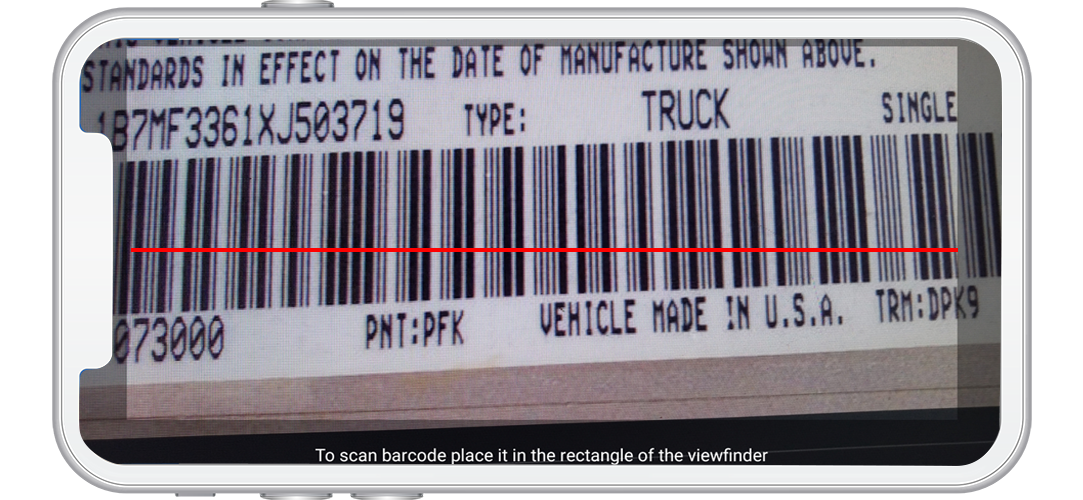 STANDARDS IN EFFECT ON THE DATE OF MANUFACTURE SHOWN ABOVE.
1B7MF3361XJ503719 TYPE: TRUCK SINGLE
073000 PNT:PFK VEHICLE MADE IN U.S.A. TRM:DPK9
To scan barcode place it in the rectangle of the viewfinder